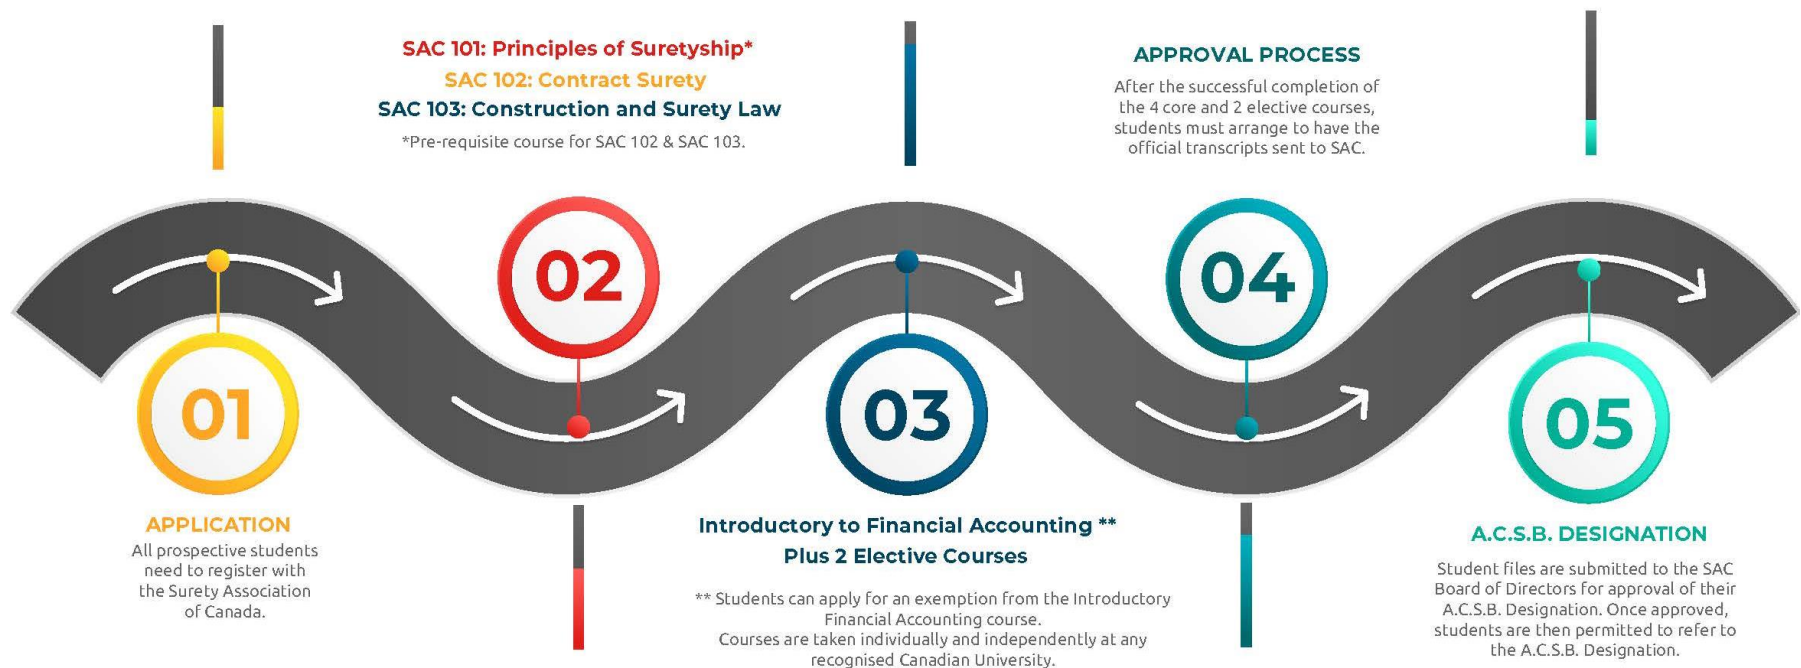 SAC 101: Principles of Suretyship*
SAC 102: Contract Surety
SAC 103: Construction and Surety Law
*Pre-requisite course for SAC 102 & SAC 103.
APPROVAL PROCESS
After the successful completion of
the 4 core and 2 elective courses,
students must arrange to have the
official transcripts sent to SAC.
01
02
03
04
05
APPLICATION
All prospective students
need to register with
the Surety Association
of Canada.
Introductory to Financial Accounting **
Plus 2 Elective Courses
** Students can apply for an exemption from the Introductory
Financial Accounting course.
Courses are taken individually and independently at any
recognised Canadian University.
A.C.S.B. DESIGNATION
Student files are submitted to the SAC
Board of Directors for approval of their
A.C.S.B. Designation. Once approved,
students are then permitted to refer to
the A.C.S.B. Designation.